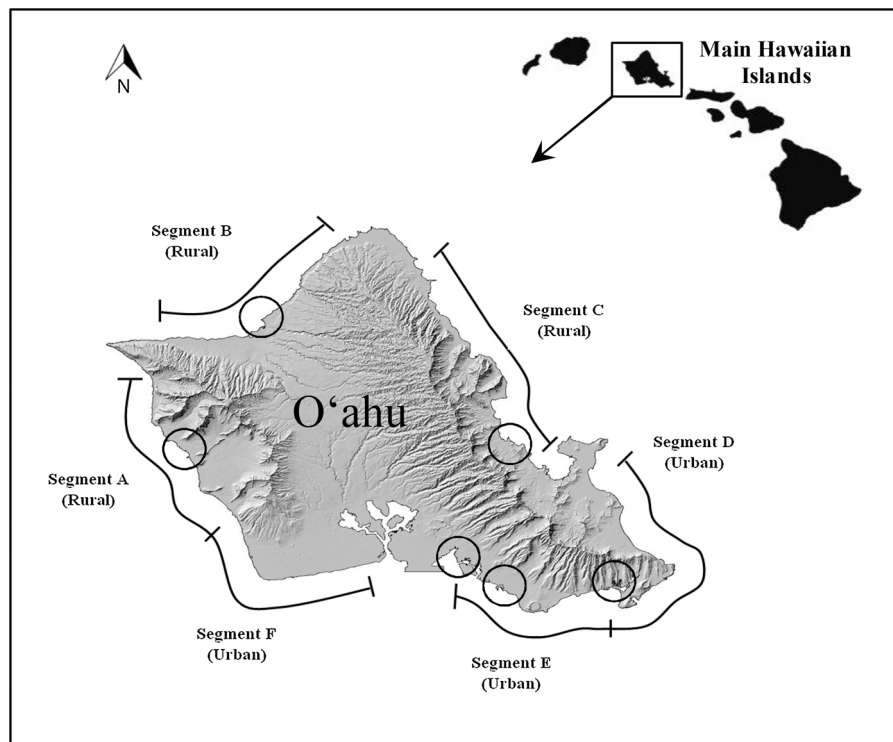 N
Main Hawaiian
Islands
Segment B
(Rural)
Segment C
(Rural)
O‘ahu
Segment D
(Urban)
Segment A
(Rural)
Segment F
(Urban)
Segment E
(Urban)